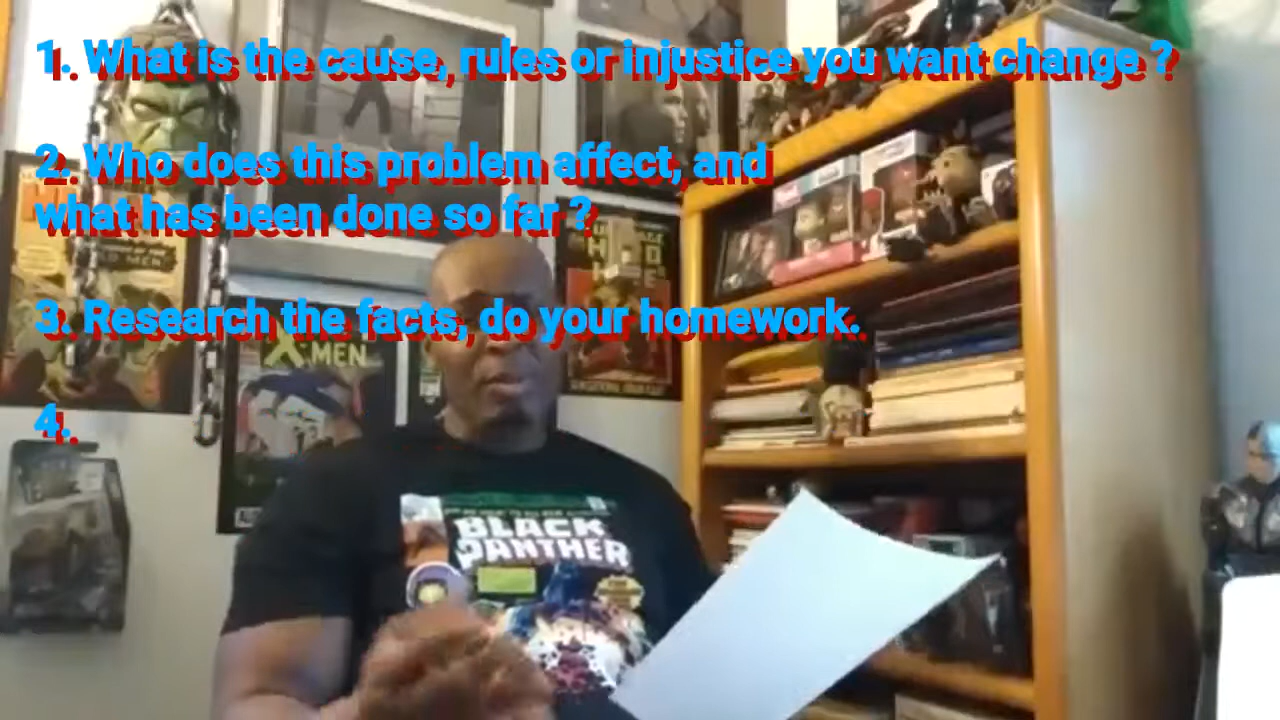 1. What is the cause, rules or injustice you want change ?
2. Who does this problem affect, and
what has been done so far ?
3. Research the facts, do your homework.
4.
X-MEN
BLACK
PANTHER